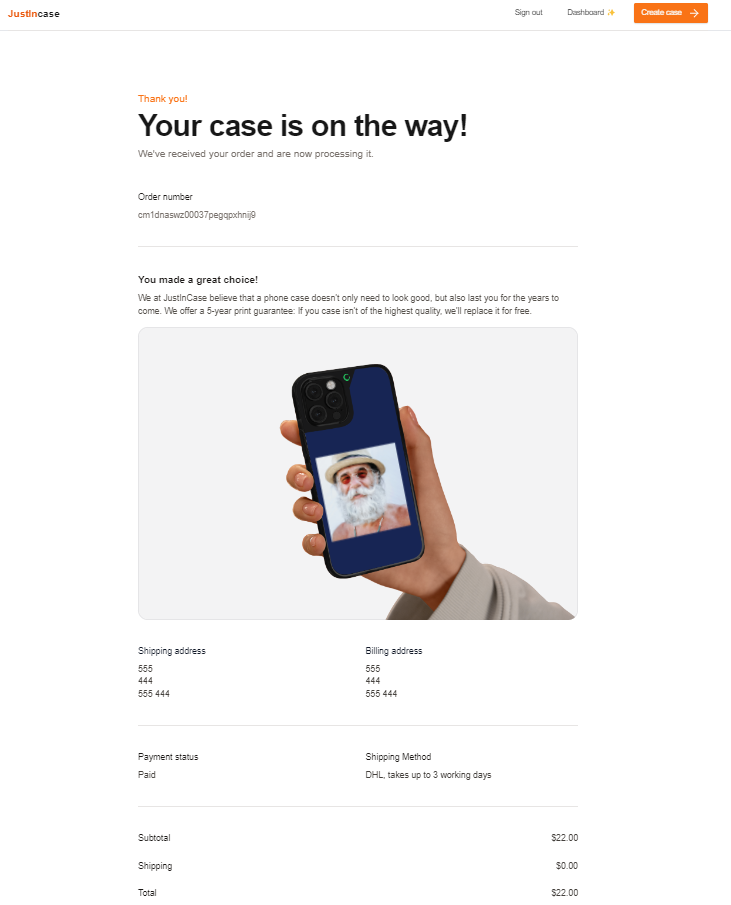 JustIncase
Sign out
Dashboard ✨
Create case →
Thank you!
Your case is on the way!
We've received your order and are now processing it.
Order number
cm1dnaswz00037pegqpxhnij9
You made a great choice!
We at JustInCase believe that a phone case doesn't only need to look good, but also last you for the years to
come. We offer a 5-year print guarantee: If you case isn't of the highest quality, we'll replace it for free.
Shipping address
555
444
555 444
Billing address
555
444
555 444
Payment status
Paid
Shipping Method
DHL, takes up to 3 working days
Subtotal $22.00
Shipping $0.00
Total $22.00